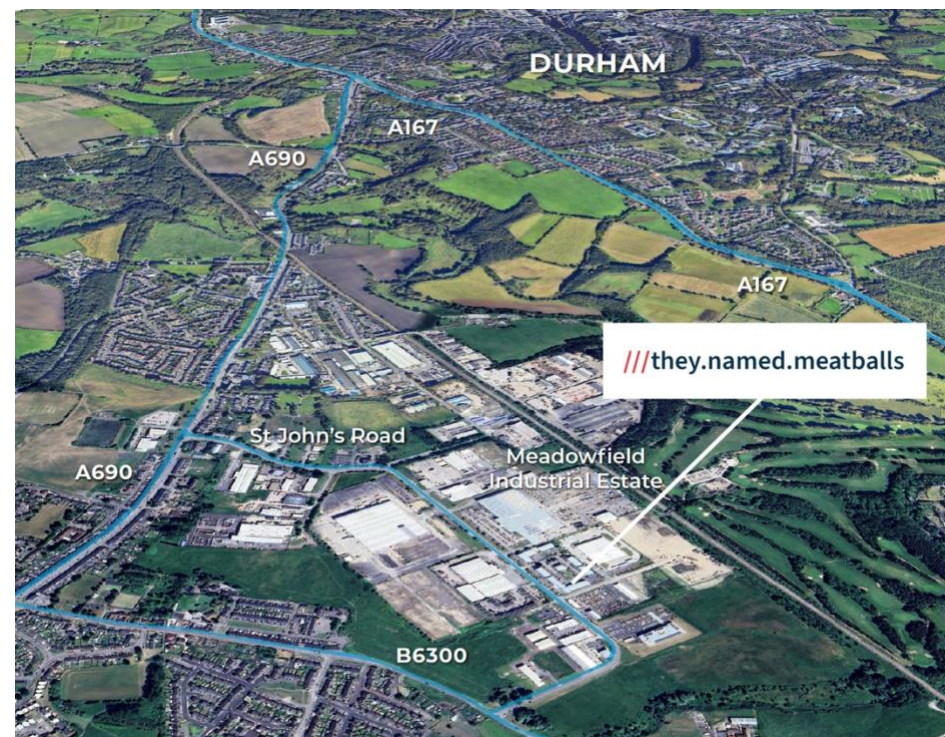 DURHAM
A167
A690
A167
///they.named.meatballs
St John's Road
Meadowfield
Industrial Estate
A690
B6300